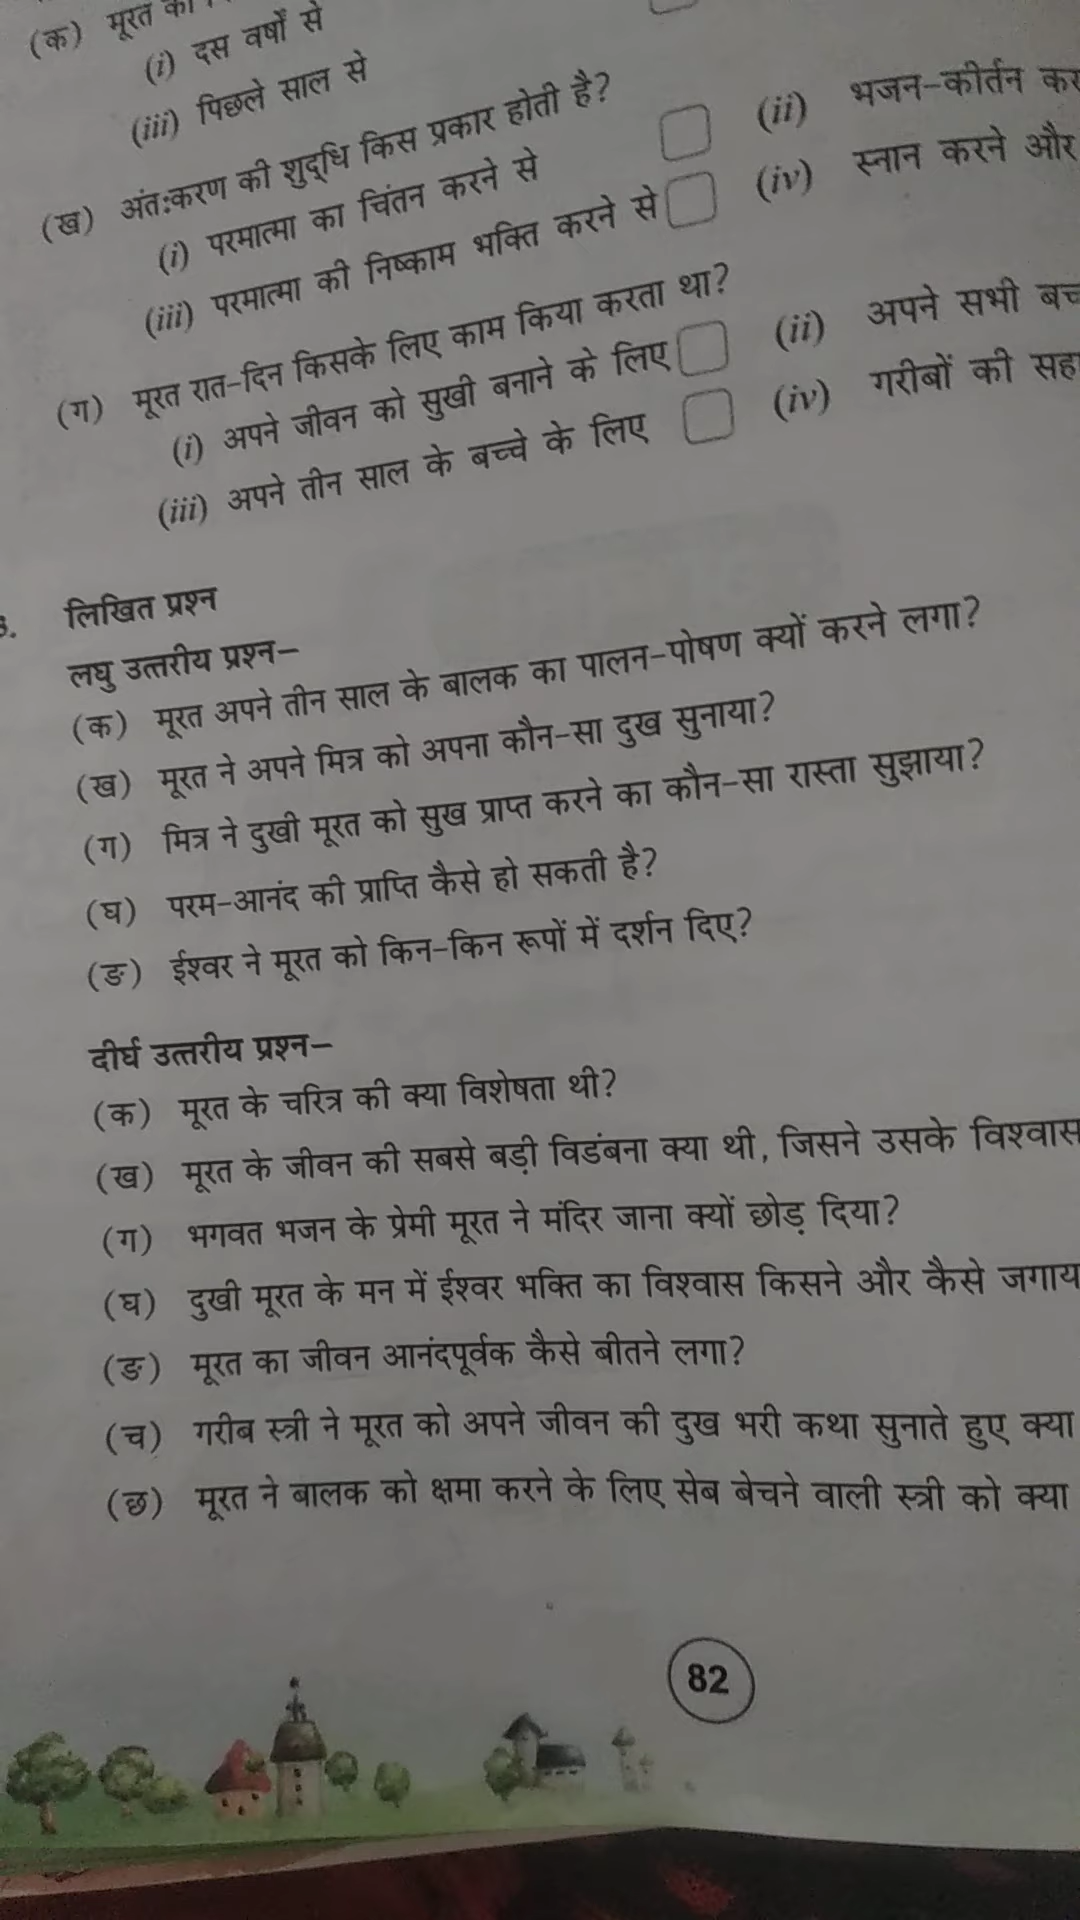 (क) मूरत
(i) दस वर्षों से
(iii) पिछले साल से
(ख) अंतःकरण की शुद्धि किस प्रकार होती है?
(i) परमात्मा का चिंतन करने से (ii) भजन-कीर्तन
(iii) परमात्मा की निष्काम भक्ति करने से (iv) स्नान करने और
(ग) मूरत रात-दिन किसके लिए काम किया करता था?
(i) अपने जीवन को सुखी बनाने के लिए (ii) अपने सभी
(iii) अपने तीन साल के बच्चे के लिए (iv) गरीबों की
लिखित प्रश्न
लघु उत्तरीय प्रश्न–
(क) मूरत अपने तीन साल के बालक का पालन-पोषण क्यों करने लगा?
(ख) मूरत ने अपने मित्र को अपना कौन-सा दुख सुनाया?
(ग) मित्र ने दुखी मूरत को सुख प्राप्त करने का कौन-सा रास्ता सुझाया?
(घ) परम-आनंद की प्राप्ति कैसे हो सकती है?
(ङ) ईश्वर ने मूरत को किन-किन रूपों में दर्शन दिए?
दीर्घ उत्तरीय प्रश्न–
(क) मूरत के चरित्र की क्या विशेषता थी?
(ख) मूरत के जीवन की सबसे बड़ी विडंबना क्या थी, जिसने उसके विश्वास
(ग) भगवत भजन के प्रेमी मूरत ने मंदिर जाना क्यों छोड़ दिया?
(घ) दुखी मूरत के मन में ईश्वर भक्ति का विश्वास किसने और कैसे
(ङ) मूरत का जीवन आनंदपूर्वक कैसे बीतने लगा?
(च) गरीब स्त्री ने मूरत को अपने जीवन की दुख भरी कथा सुनाते हुए क्या
(छ) मूरत ने बालक को क्षमा करने के लिए सेब बेचने वाली स्त्री को क्या
82